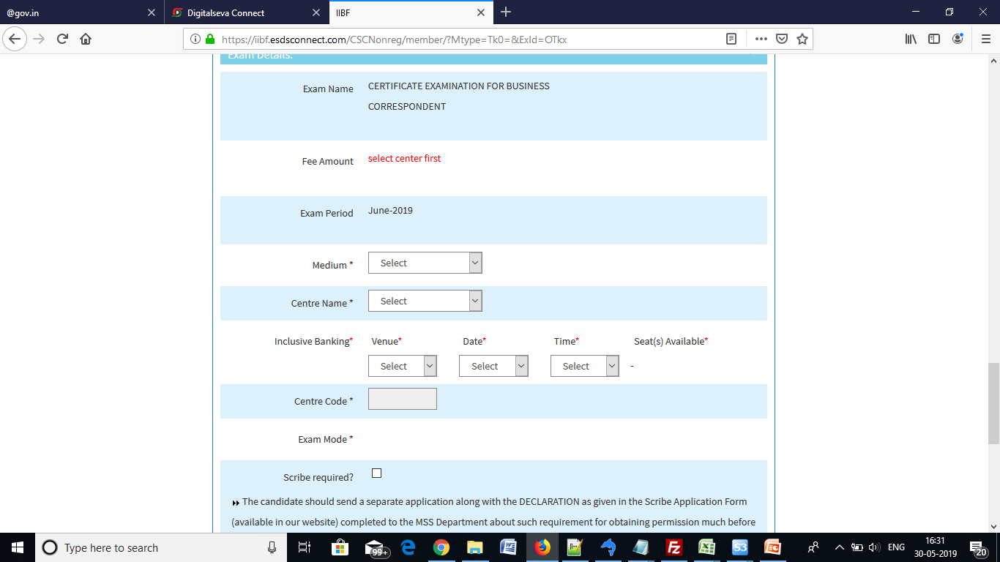 @gov.in
Digitalseva Connect
IIBF
https://iibf.esdsconnect.com/CSCNonreg/member/?Mtype=Tk0=&ExId=OTkx
Exam Details:
Exam Name CERTIFICATE EXAMINATION FOR BUSINESS
CORRESPONDENT
Fee Amount select center first
Exam Period June-2019
Medium * Select
Centre Name * Select
Inclusive Banking* Venue* Date* Time* Seat(s) Available*
Select Select Select -
Centre Code *
Exam Mode *
Scribe required?
The candidate should send a separate application along with the DECLARATION as given in the Scribe Application Form
(available in our website) completed to the MSS Department about such requirement for obtaining permission much before
Type here to search
99+
ENG
16:31
30-05-2019
20